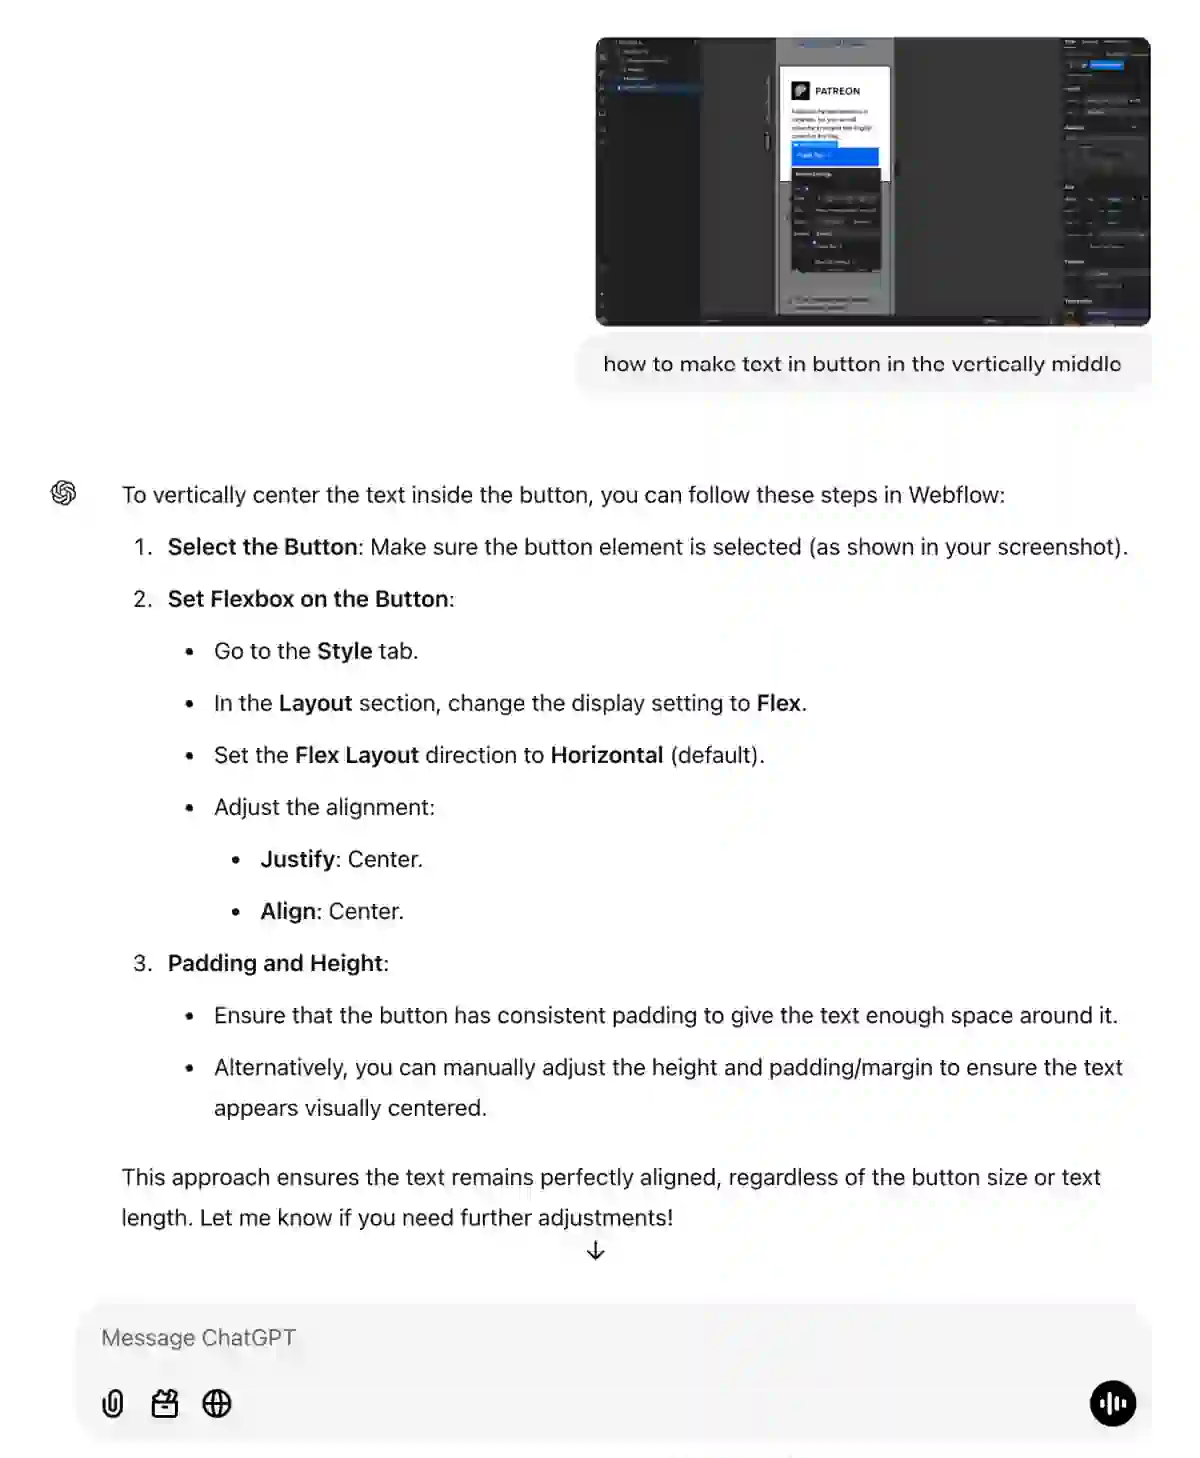 PATREON
how to make text in button in the vertically middle
To vertically center the text inside the button, you can follow these steps in Webflow:
1. Select the Button: Make sure the button element is selected (as shown in your screenshot).
2. Set Flexbox on the Button:
• Go to the Style tab.
• In the Layout section, change the display setting to Flex.
• Set the Flex Layout direction to Horizontal (default).
• Adjust the alignment:
• Justify: Center.
• Align: Center.
3. Padding and Height:
• Ensure that the button has consistent padding to give the text enough space around it.
• Alternatively, you can manually adjust the height and padding/margin to ensure the text
appears visually centered.
This approach ensures the text remains perfectly aligned, regardless of the button size or text
length. Let me know if you need further adjustments!
Message ChatGPT